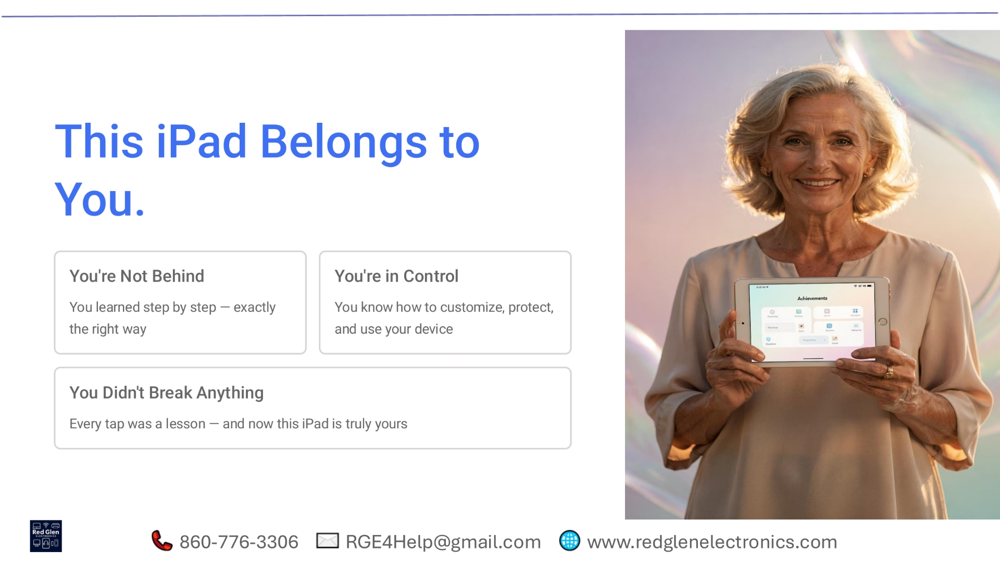 This iPad Belongs to
You.
You're Not Behind
You learned step by step — exactly
the right way
You're in Control
You know how to customize, protect,
and use your device
You Didn't Break Anything
Every tap was a lesson — and now this iPad is truly yours
Achievements
Red Glen
ELECTRONICS
860-776-3306
RGE4Help@gmail.com
www.redglenelectronics.com